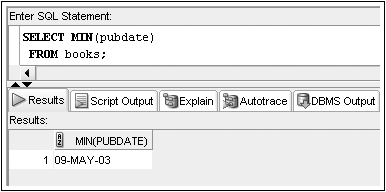 Enter SQL Statement:
SELECT MIN(pubdate)
FROM books;
Results Script Output Explain Autotrace DBMS Output
Results:
MIN(PUBDATE)
1 09-MAY-03